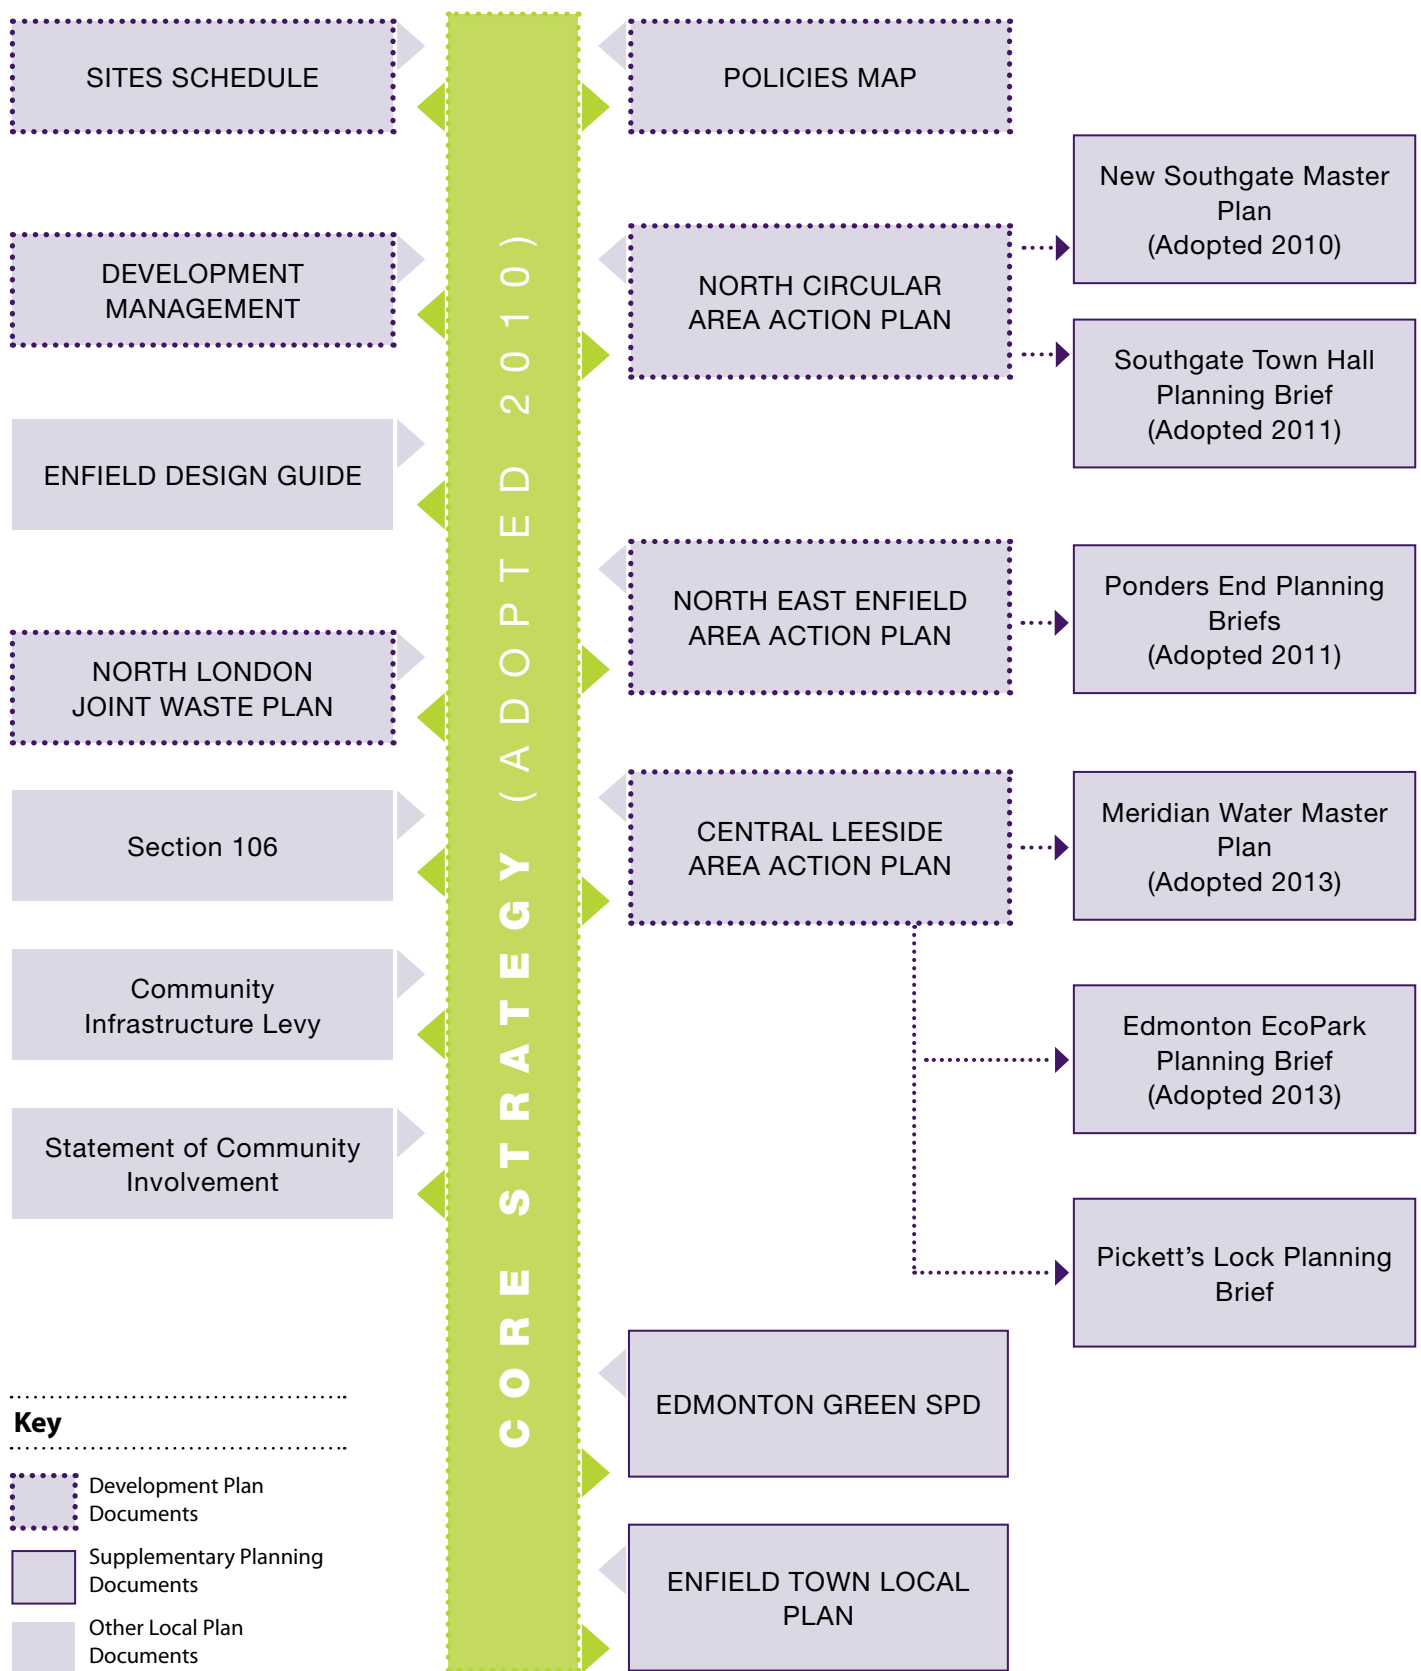 SITES SCHEDULE
DEVELOPMENT
MANAGEMENT
ENFIELD DESIGN GUIDE
NORTH LONDON
JOINT WASTE PLAN
Section 106
Community
Infrastructure Levy
Statement of Community
Involvement
CORE STRATEGY (ADOPTED 2010)
POLICIES MAP
NORTH CIRCULAR
AREA ACTION PLAN
NORTH EAST ENFIELD
AREA ACTION PLAN
CENTRAL LEESIDE
AREA ACTION PLAN
EDMONTON GREEN SPD
ENFIELD TOWN LOCAL
PLAN
New Southgate Master
Plan
(Adopted 2010)
Southgate Town Hall
Planning Brief
(Adopted 2011)
Ponders End Planning
Briefs
(Adopted 2011)
Meridian Water Master
Plan
(Adopted 2013)
Edmonton EcoPark
Planning Brief
(Adopted 2013)
Pickett’s Lock Planning
Brief
Key
Development Plan
Documents
Supplementary Planning
Documents
Other Local Plan
Documents